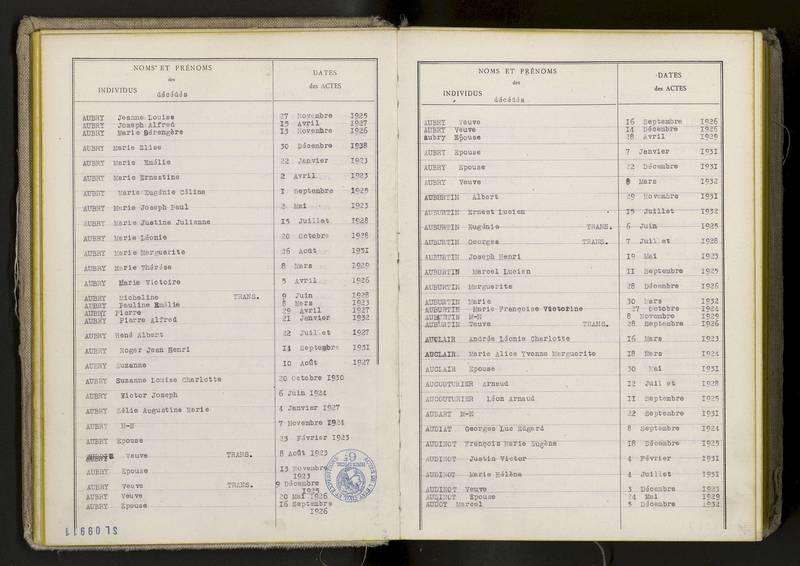 NOMS ET PRÉNOMS
des
INDIVIDUS
décédés
DATES
des ACTES
AUBRY Jeanne Louise 27 Novembre 1925
AUBRY Joseph Alfred 15 Avril 1927
AUBRY Marie Bérengère 13 Novembre 1926
AUBRY Marie Elise 30 Décembre 1938
AUBRY Marie Emélie 22 Janvier 1923
AUBRY Marie Ernestine 2 Avril 1923
AUBRY Marie Eugénie Célina 1 Septembre 1925
AUBRY Marie Joseph Paul 2 Mai 1923
AUBRY Marie Justine Julienne 15 Juillet 1928
AUBRY Marie Léonie 20 Octobre 1928
AUBRY Marie Marguerite 26 Août 1931
AUBRY Marie Thérèse 8 Mars 1929
AUBRY Marie Victoire 5 Avril 1926
AUBRY Micheline TRANS. 9 Juin 1928
AUBRY Pauline Emélie 8 Mars 1923
AUBRY Pierre 29 Avril 1927
AUBRY Pierre Alfred 21 Janvier 1932
AUBRY René Albert 22 Juillet 1927
AUBRY Roger Jean Henri 14 Septembre 1931
AUBRY Suzanne 10 Août 1927
AUBRY Suzanne Louise Charlotte 20 Octobre 1930
AUBRY Victor Joseph 6 Juin 1924
AUBRY Zélie Augustine Marie 4 Janvier 1927
AUBRY M-N 7 Novembre 1924
AUBRY Epouse 23 Février 1923
AUBRY Veuve TRANS. 8 Août 1923
AUBRY Epouse 13 Novembre 1923
AUBRY Veuve TRANS. 9 Décembre 1925
AUBRY Veuve 20 Mai 1926
AUBRY Epouse 16 Septembre 1926
SL 09911
NOMS ET PRÉNOMS
des
INDIVIDUS
décédés
DATES
des ACTES
AUBRY Veuve 16 Septembre 1926
AUBRY Veuve 14 Décembre 1926
Aubry Epouse 28 Avril 1929
AUBRY Epouse 7 Janvier 1931
AUBRY Epouse 22 Décembre 1931
AUBRY Veuve 8 Mars 1932
AUBURTIN Albert 29 Novembre 1931
AUBURTIN Ernest Lucien 15 Juillet 1932
AUBURTIN Eugénie TRANS. 6 Juin 1925
AUBURTIN Georges TRANS. 7 Juillet 1928
AUBURTIN Joseph Henri 19 Mai 1923
AUBURTIN Marcel Lucien 11 Septembre 1925
AUBURTIN Marguerite 28 Décembre 1926
AUBURTIN Marie 30 Mars 1932
AUBURTIN Marie Françoise Victorine 27 Octobre 1924
AUBURTIN M-N 8 Novembre 1929
AUBURTIN Veuve TRANS. 28 Septembre 1926
AUCLAIR Andrée Léonie Charlotte 16 Mars 1923
AUCLAIR Marie Alice Yvonne Marguerite 18 Mars 1924
AUCLAIR Epouse 30 Mai 1931
AUCOUTURIER Arnaud 12 Juillet 1928
AUCOUTURIER Léon Arnaud 11 Septembre 1925
AUDART M-N 22 Septembre 1931
AUDIAT Georges Luc Edgard 8 Septembre 1924
AUDINOT François Marie Eugène 18 Décembre 1925
AUDINOT Justin Victor 4 Février 1931
AUDINOT Marie Hélène 4 Juillet 1931
AUDINOT Veuve 3 Décembre 1923
AUDINOT Epouse 24 Mai 1929
AUDOT Marcel 5 Décembre 1932